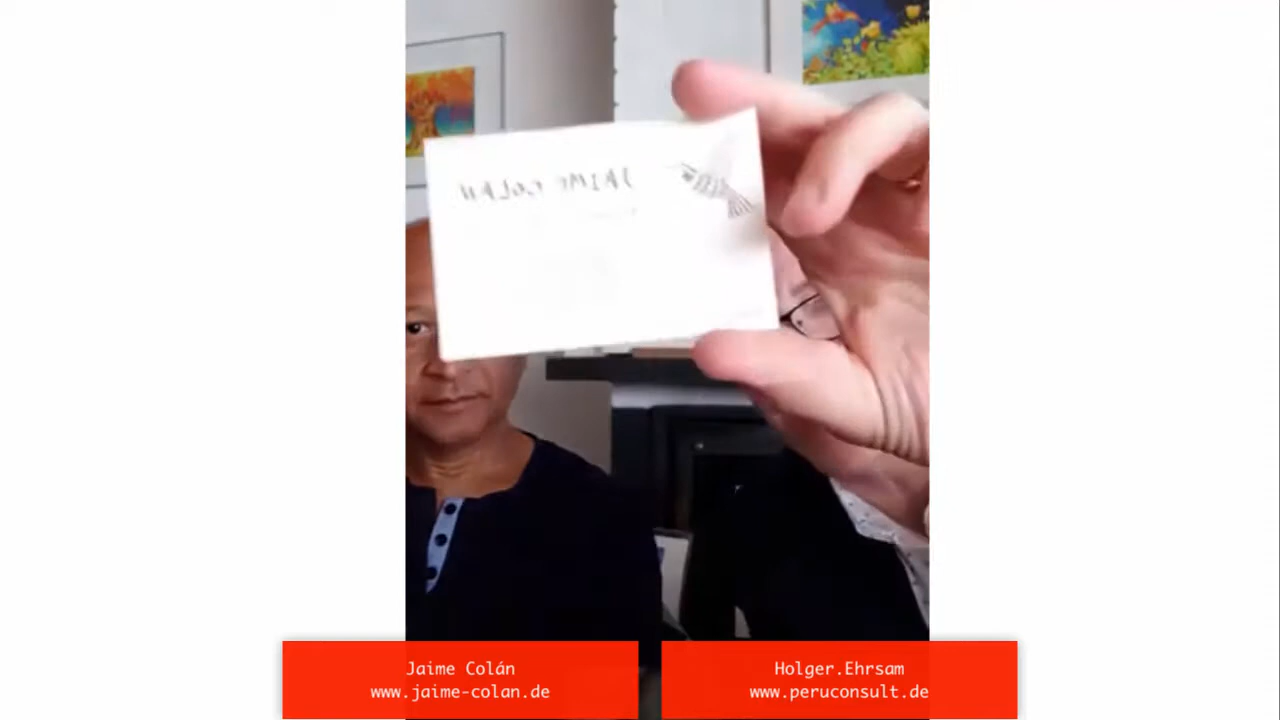 JAIME COLAN
Jaime Colán
www.jaime-colan.de
Holger.Ehrsam
www.peruconsult.de